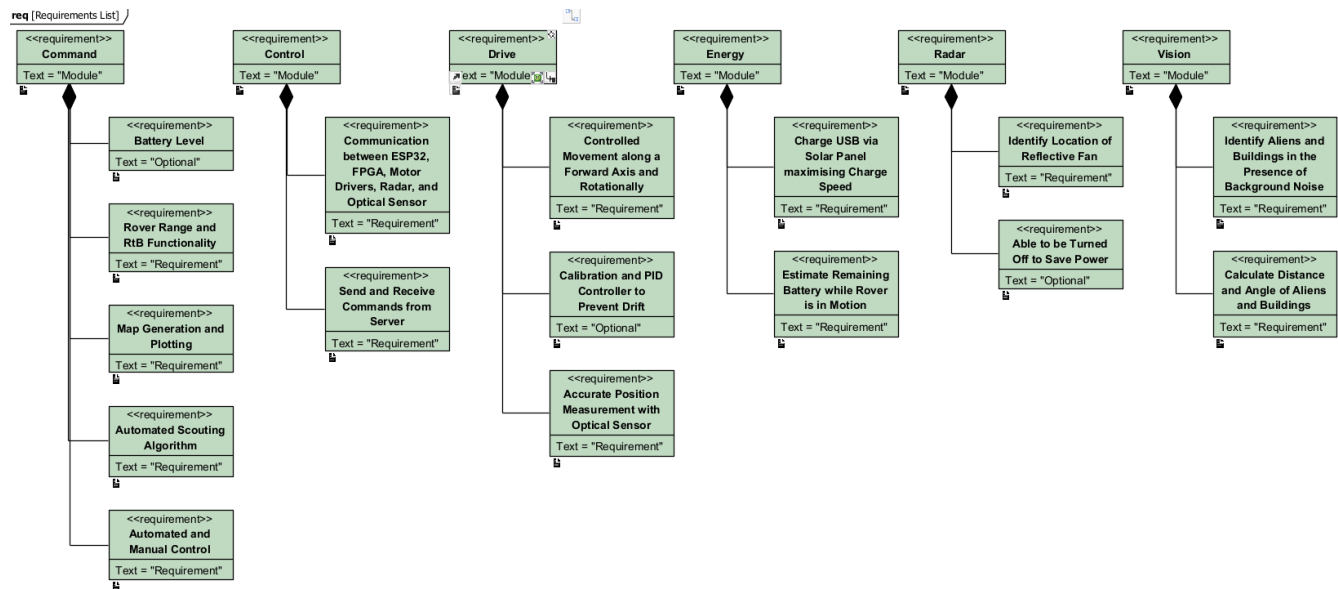 req [Requirements List]
<<requirement>>
Command
Text = "Module"
<<requirement>>
Battery Level
Text = "Optional"
<<requirement>>
Rover Range and
RtB Functionality
Text = "Requirement"
<<requirement>>
Map Generation and
Plotting
Text = "Requirement"
<<requirement>>
Automated Scouting
Algorithm
Text = "Requirement"
<<requirement>>
Automated and
Manual Control
Text = "Requirement"
<<requirement>>
Control
Text = "Module"
<<requirement>>
Communication
between ESP32,
FPGA, Motor
Drivers, Radar, and
Optical Sensor
Text = "Requirement"
<<requirement>>
Send and Receive
Commands from
Server
Text = "Requirement"
<<requirement>>
Drive
ext = "Module"
<<requirement>>
Controlled
Movement along a
Forward Axis and
Rotationally
Text = "Requirement"
<<requirement>>
Calibration and PID
Controller to
Prevent Drift
Text = "Optional"
<<requirement>>
Accurate Position
Measurement with
Optical Sensor
Text = "Requirement"
<<requirement>>
Energy
Text = "Module"
<<requirement>>
Charge USB via
Solar Panel
maximising Charge
Speed
Text = "Requirement"
<<requirement>>
Estimate Remaining
Battery while Rover
is in Motion
Text = "Requirement"
<<requirement>>
Radar
Text = "Module"
<<requirement>>
Identify Location of
Reflective Fan
Text = "Requirement"
<<requirement>>
Able to be Turned
Off to Save Power
Text = "Optional"
<<requirement>>
Vision
Text = "Module"
<<requirement>>
Identify Aliens and
Buildings in the
Presence of
Background Noise
Text = "Requirement"
<<requirement>>
Calculate Distance
and Angle of Aliens
and Buildings
Text = "Requirement"